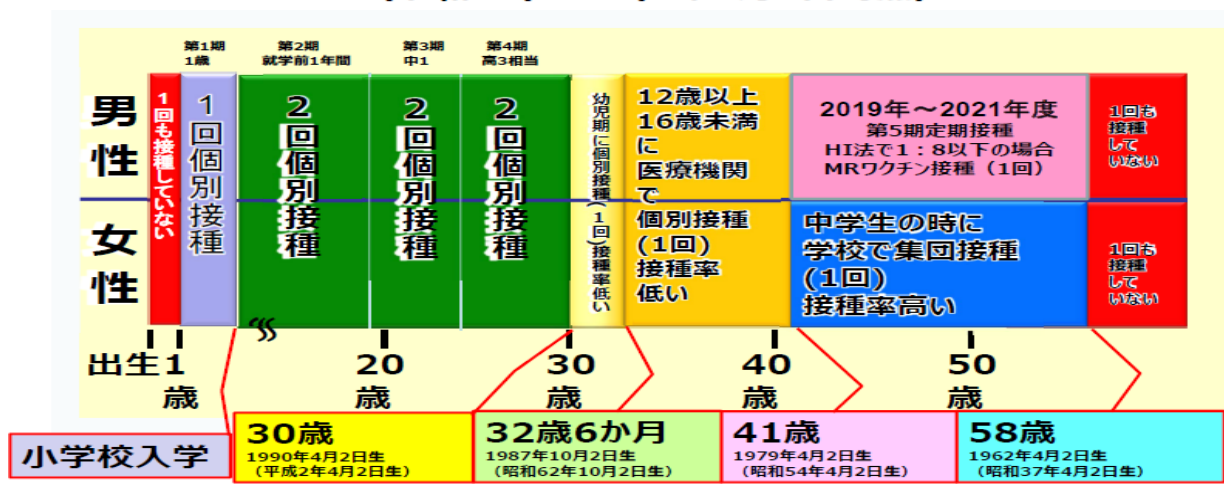 第1期
1歳
第2期
就学前1年間
第3期
中1
第4期
高3相当
男性
女性
1回も接種していない
1回個別接種
2回個別接種
2回個別接種
2回個別接種
幼児期に個別接種(1回)接種率低い
12歳以上
16歳未満
に
医療機関
で
個別接種
(1回)
接種率
低い
2019年～2021年度
第5期定期接種
HI法で1：8以下の場合
MRワクチン接種（1回）
中学生の時に
学校で集団接種
(1回)
接種率高い
1回も
接種
して
いない
1回も
接種
して
いない
出生1
歳
20
歳
30
歳
40
歳
50
歳
小学校入学
30歳
1990年4月2日生
（平成2年4月2日生）
32歳6か月
1987年10月2日生
（昭和62年10月2日生）
41歳
1979年4月2日生
（昭和54年4月2日生）
58歳
1962年4月2日生
（昭和37年4月2日生）